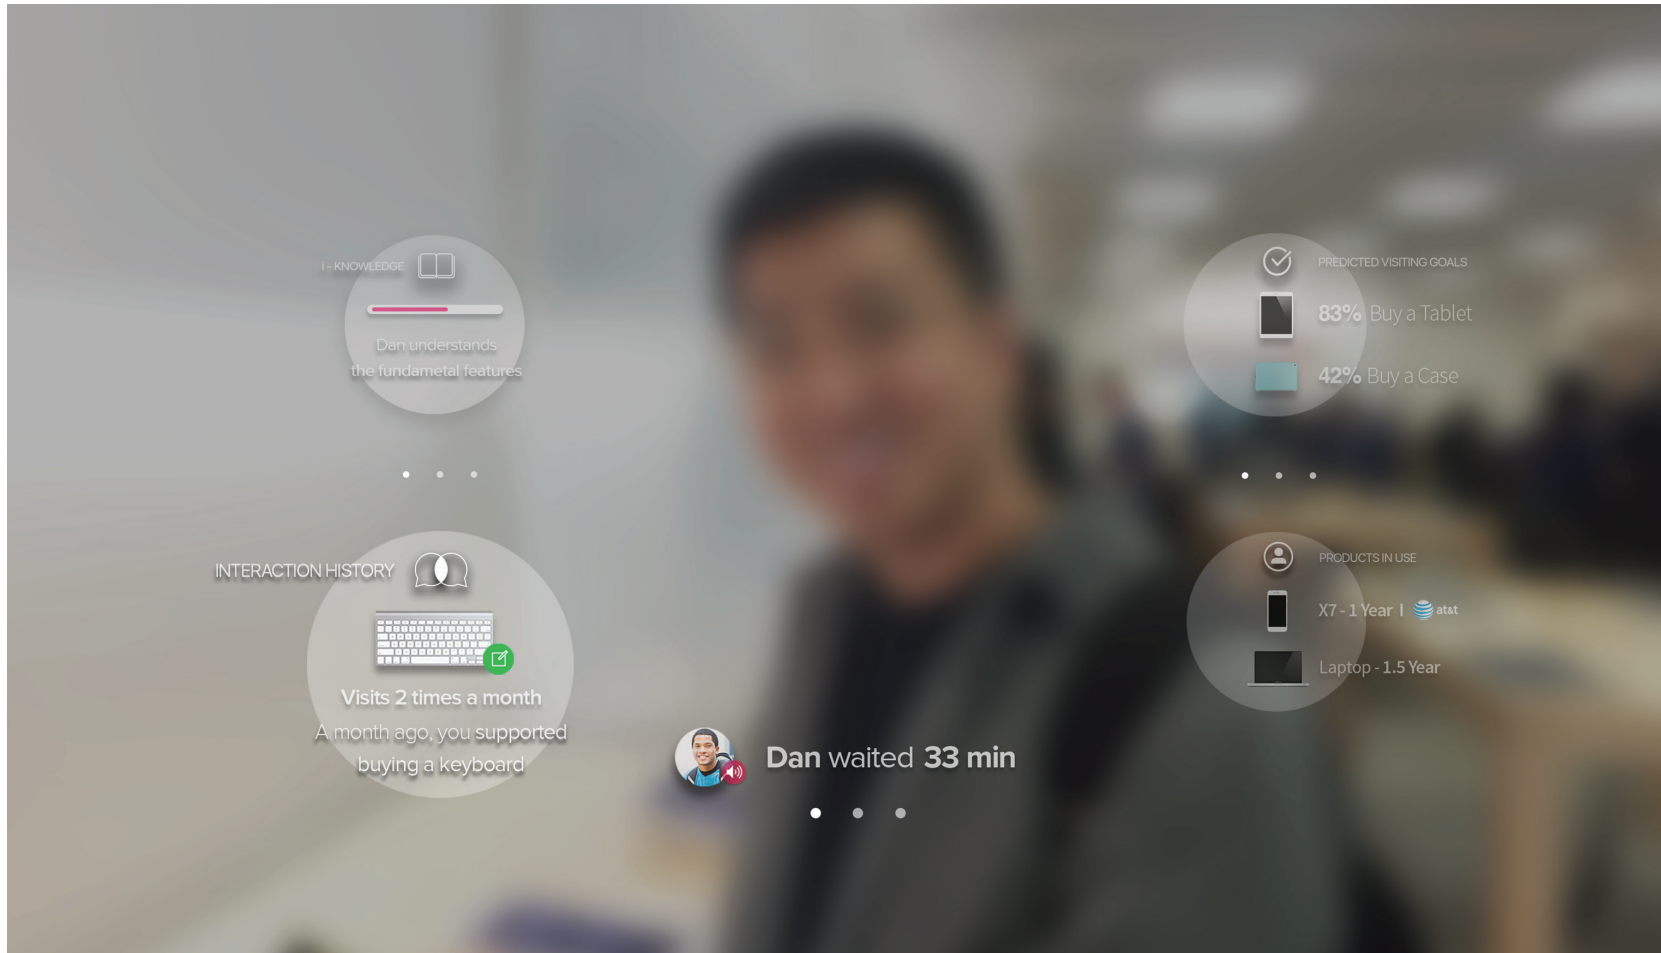 i - KNOWLEDGE
Dan understands
the fundametal features
PREDICTED VISITING GOALS
83% Buy a Tablet
42% Buy a Case
INTERACTION HISTORY
Visits 2 times a month
A month ago, you supported
buying a keyboard
PRODUCTS IN USE
X7 - 1 Year | at&t
Laptop - 1.5 Year
Dan waited 33 min